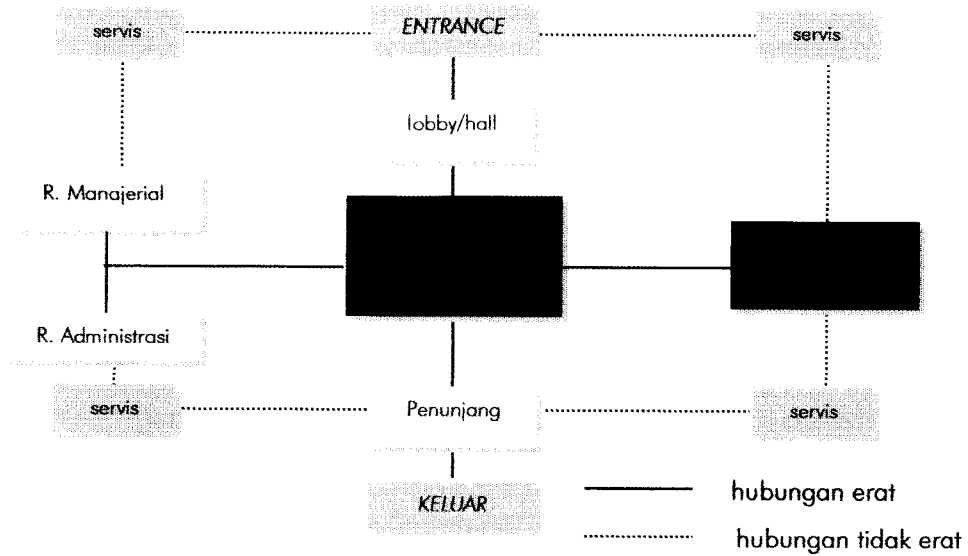 servis
ENTRANCE
servis
lobby/hall
R. Manajerial
R. Administrasi
servis
Penunjang
servis
KELUAR
hubungan erat
hubungan tidak erat